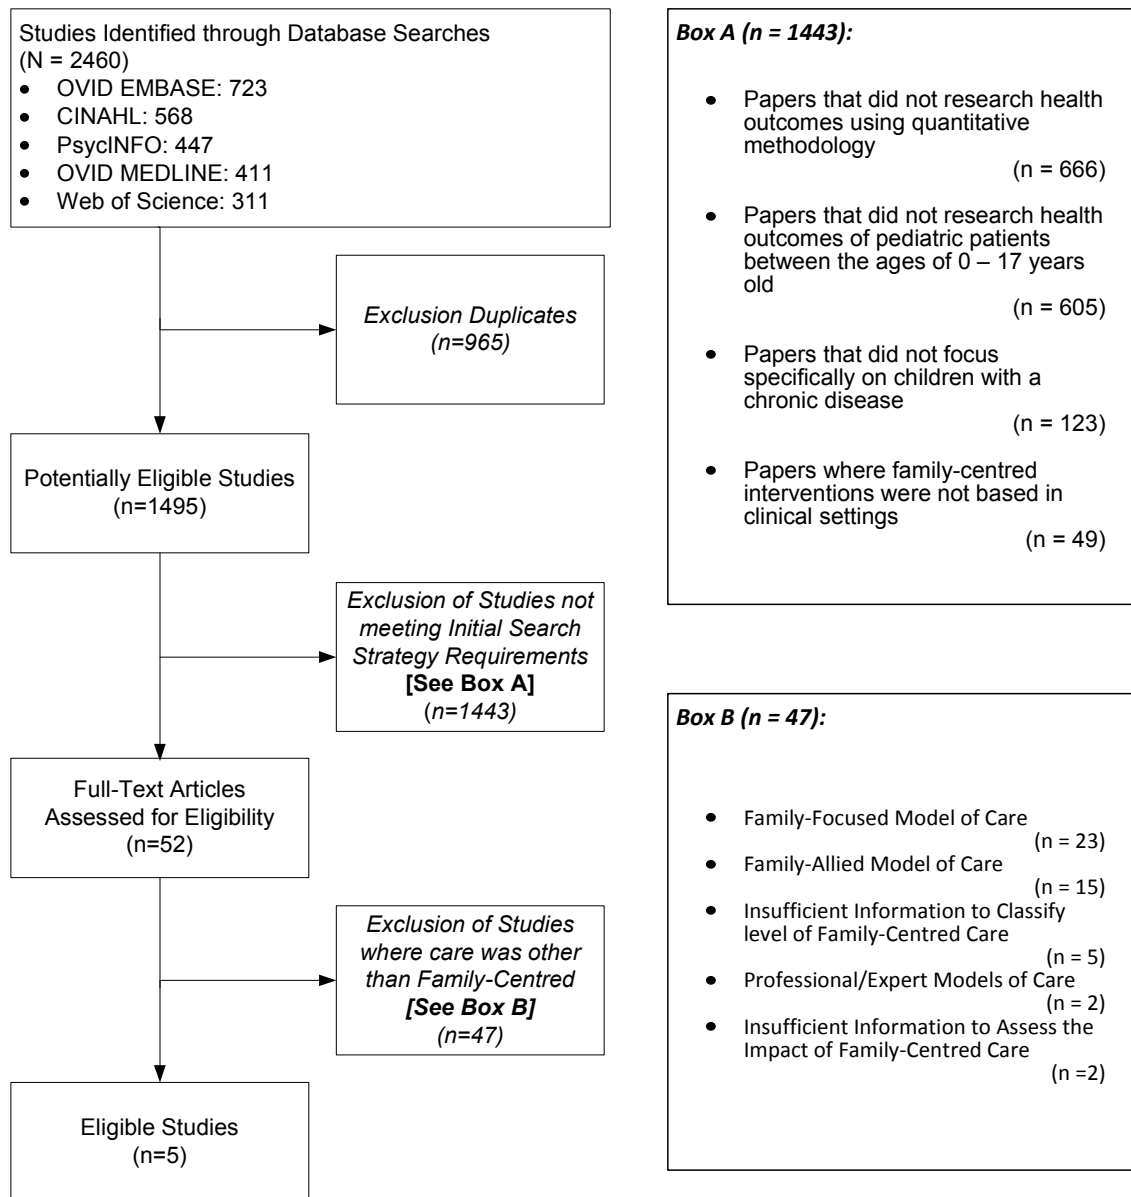 Studies Identified through Database Searches
(N = 2460)
• OVID EMBASE: 723
• CINAHL: 568
• PsycINFO: 447
• OVID MEDLINE: 411
• Web of Science: 311
Exclusion Duplicates
(n=965)
Potentially Eligible Studies
(n=1495)
Exclusion of Studies not
meeting Initial Search
Strategy Requirements
[See Box A]
(n=1443)
Full-Text Articles
Assessed for Eligibility
(n=52)
Exclusion of Studies
where care was other
than Family-Centred
[See Box B]
(n=47)
Eligible Studies
(n=5)
Box A (n = 1443):
• Papers that did not research health
outcomes using quantitative
methodology
(n = 666)
• Papers that did not research health
outcomes of pediatric patients
between the ages of 0 – 17 years
old
(n = 605)
• Papers that did not focus
specifically on children with a
chronic disease
(n = 123)
• Papers where family-centred
interventions were not based in
clinical settings
(n = 49)
Box B (n = 47):
• Family-Focused Model of Care
(n = 23)
• Family-Allied Model of Care
(n = 15)
• Insufficient Information to Classify
level of Family-Centred Care
(n = 5)
• Professional/Expert Models of Care
(n = 2)
• Insufficient Information to Assess the
Impact of Family-Centred Care
(n =2)